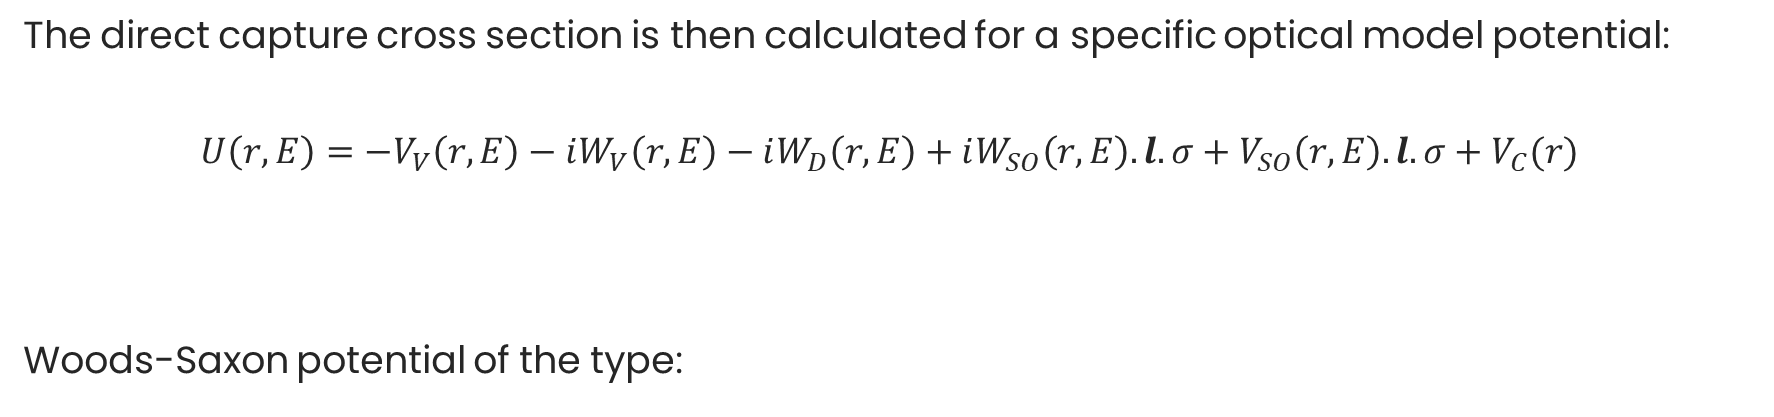 The direct capture cross section is then calculated for a specific optical model potential:
U(r, E) = −V_V(r, E) − iW_V(r, E) − iW_D(r, E) + iW_SO(r, E). l. σ + V_SO(r, E). l. σ + V_C(r)
Woods-Saxon potential of the type: